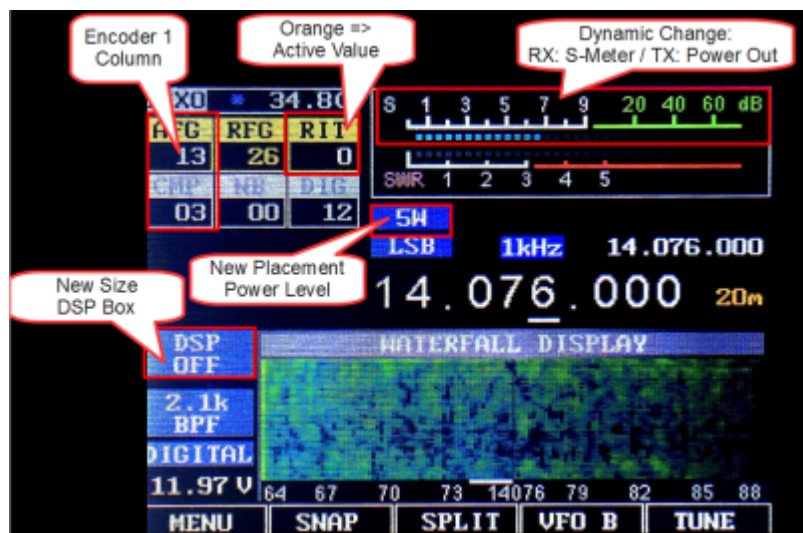 Encoder 1
Column
Orange =>
Active Value
Dynamic Change:
RX: S-Meter / TX: Power Out
34.80
S 1 3 5 7 9 20 40 60 dB
AFG RFG RIT
13 26 0
SWR 1 2 3 4 5
CMP NB DIG
03 00 12
5W
LSB 1kHz 14.076.000
New Placement
Power Level
14.076.000 20m
New Size
DSP Box
DSP
OFF
WATERFALL DISPLAY
2.1k
BPF
DIGITAL
11.97 V
64 67 70 73 14076 79 82 85 88
MENU SNAP SPLIT VFO B TUNE